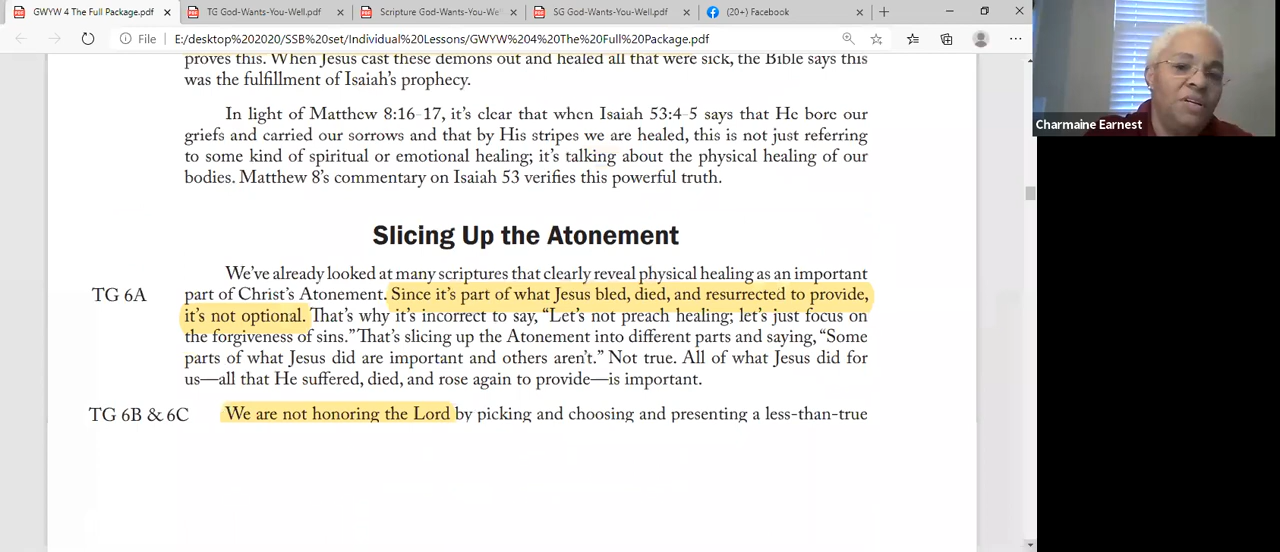 GWYW 4 The Full Package.pdf
TG God-Wants-You-Well.pdf
Scripture God-Wants-You-We
SG God-Wants-You-Well.pdf
(20+) Facebook
File
E:/desktop%202020/SSB%20set/Individual%20Lessons/GWYW%204%20The%20Full%20Package.pdf
proves this. When Jesus cast these demons out and healed all that were sick, the Bible says this
was the fulfillment of Isaiah's prophecy.
In light of Matthew 8:16-17, it's clear that when Isaiah 53:4-5 says that He bore our
griefs and carried our sorrows and that by His stripes we are healed, this is not just referring
to some kind of spiritual or emotional healing; it's talking about the physical healing of our
bodies. Matthew 8's commentary on Isaiah 53 verifies this powerful truth.
Slicing Up the Atonement
We've already looked at many scriptures that clearly reveal physical healing as an important
TG 6A part of Christ's Atonement. Since it's part of what Jesus bled, died, and resurrected to provide,
it's not optional. That's why it's incorrect to say, "Let's not preach healing; let's just focus on
the forgiveness of sins." That's slicing up the Atonement into different parts and saying, "Some
parts of what Jesus did are important and others aren't." Not true. All of what Jesus did for
us—all that He suffered, died, and rose again to provide—is important.
TG 6B & 6C We are not honoring the Lord by picking and choosing and presenting a less-than-true
Charmaine Earnest